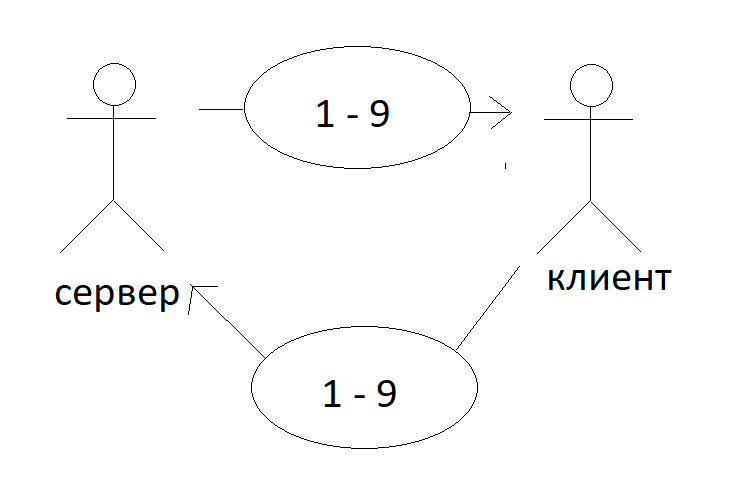 1 - 9
сервер
клиент
1 - 9